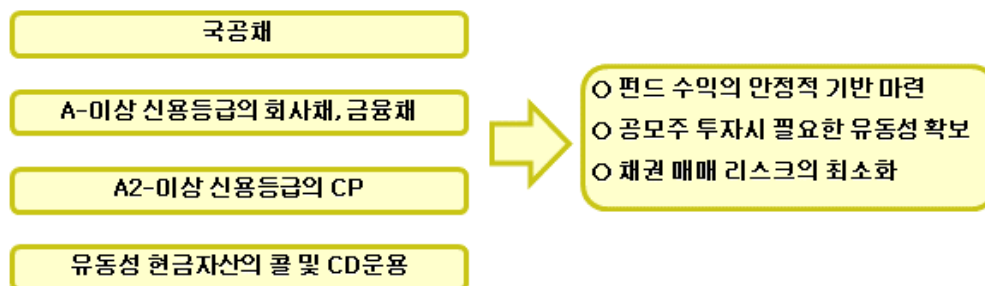 국공채
A-이상 신용등급의 회사채, 금융채
A2-이상 신용등급의 CP
유동성 현금자산의 콜 및 CD운용
○ 펀드 수익의 안정적 기반 마련
○ 공모주 투자시 필요한 유동성 확보
○ 채권 매매 리스크의 최소화